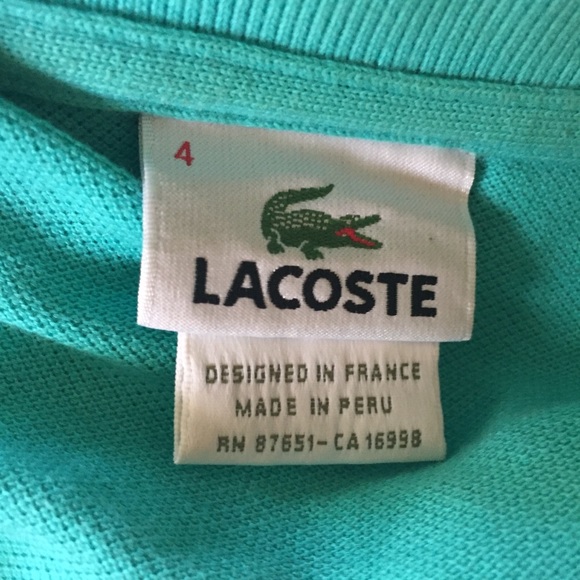 4
LACOSTE
DESIGNED IN FRANCE
MADE IN PERU
RN 87651-CA 16998